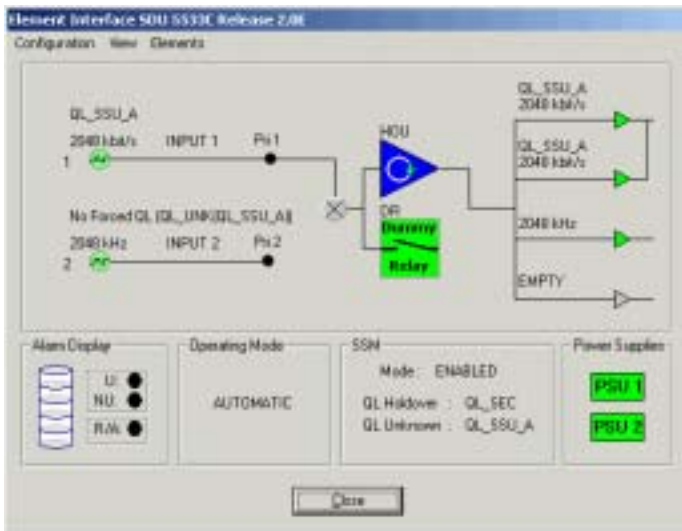 Element Interface SDU 5533C Release 2.0E
Configuration View Elements
QL_SSU_A
2048 kbit/s INPUT 1 Pri 1
1
No Forced QL (QL_UNK(QL_SSU_A))
2048 kHz INPUT 2 Pri 2
2
HOU
DR
Dummy
Relay
QL_SSU_A
2048 kbit/s
QL_SSU_A
2048 kbit/s
2048 kHz
EMPTY
Alarm Display
U:
NU:
R/A:
Operating Mode
AUTOMATIC
SSM
Mode : ENABLED
QL Holdover : QL_SEC
QL Unknown : QL_SSU_A
Power Supplies
PSU 1
PSU 2
Close